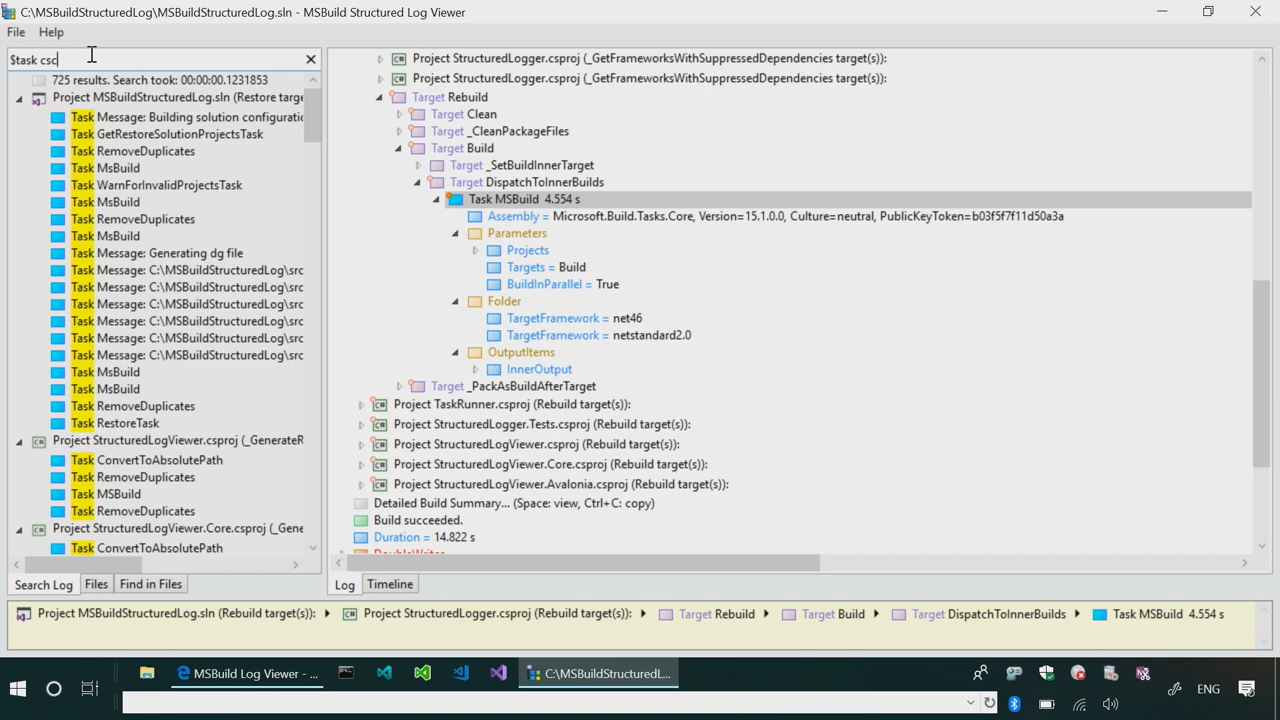 C:\MSBuildStructuredLog\MSBuildStructuredLog.sln - MSBuild Structured Log Viewer
File Help
$task csc
725 results. Search took: 00:00:00.1231853
Project MSBuildStructuredLog.sln (Restore targe
Task Message: Building solution configuratio
Task GetRestoreSolutionProjectsTask
Task RemoveDuplicates
Task MsBuild
Task WarnForInvalidProjectsTask
Task MsBuild
Task RemoveDuplicates
Task MsBuild
Task Message: Generating dg file
Task Message: C:\MSBuildStructuredLog\src
Task Message: C:\MSBuildStructuredLog\src
Task Message: C:\MSBuildStructuredLog\src
Task Message: C:\MSBuildStructuredLog\src
Task Message: C:\MSBuildStructuredLog\src
Task Message: C:\MSBuildStructuredLog\src
Task MsBuild
Task MsBuild
Task RemoveDuplicates
Task RestoreTask
Project StructuredLogViewer.csproj (_GenerateR
Task ConvertToAbsolutePath
Task RemoveDuplicates
Task MSBuild
Task RemoveDuplicates
Project StructuredLogViewer.Core.csproj (_Gene
Task ConvertToAbsolutePath
Search Log Files Find in Files
Project StructuredLogger.csproj (_GetFrameworksWithSuppressedDependencies target(s)):
Project StructuredLogger.csproj (_GetFrameworksWithSuppressedDependencies target(s)):
Target Rebuild
Target Clean
Target _CleanPackageFiles
Target Build
Target _SetBuildInnerTarget
Target DispatchToInnerBuilds
Task MSBuild 4.554 s
Assembly = Microsoft.Build.Tasks.Core, Version=15.1.0.0, Culture=neutral, PublicKeyToken=b03f5f7f11d50a3a
Parameters
Projects
Targets = Build
BuildInParallel = True
Folder
TargetFramework = net46
TargetFramework = netstandard2.0
OutputItems
InnerOutput
Target _PackAsBuildAfterTarget
Project TaskRunner.csproj (Rebuild target(s)):
Project StructuredLogger.Tests.csproj (Rebuild target(s)):
Project StructuredLogViewer.csproj (Rebuild target(s)):
Project StructuredLogViewer.Core.csproj (Rebuild target(s)):
Project StructuredLogViewer.Avalonia.csproj (Rebuild target(s)):
Detailed Build Summary... (Space: view, Ctrl+C: copy)
Build succeeded.
Duration = 14.822 s
DoubleWrites
Log Timeline
Project MSBuildStructuredLog.sln (Rebuild target(s)): Project StructuredLogger.csproj (Rebuild target(s)): Target Rebuild Target Build Target DispatchToInnerBuilds Task MSBuild 4.554 s
MSBuild Log Viewer - ... C:\MSBuildStructuredL... ENG